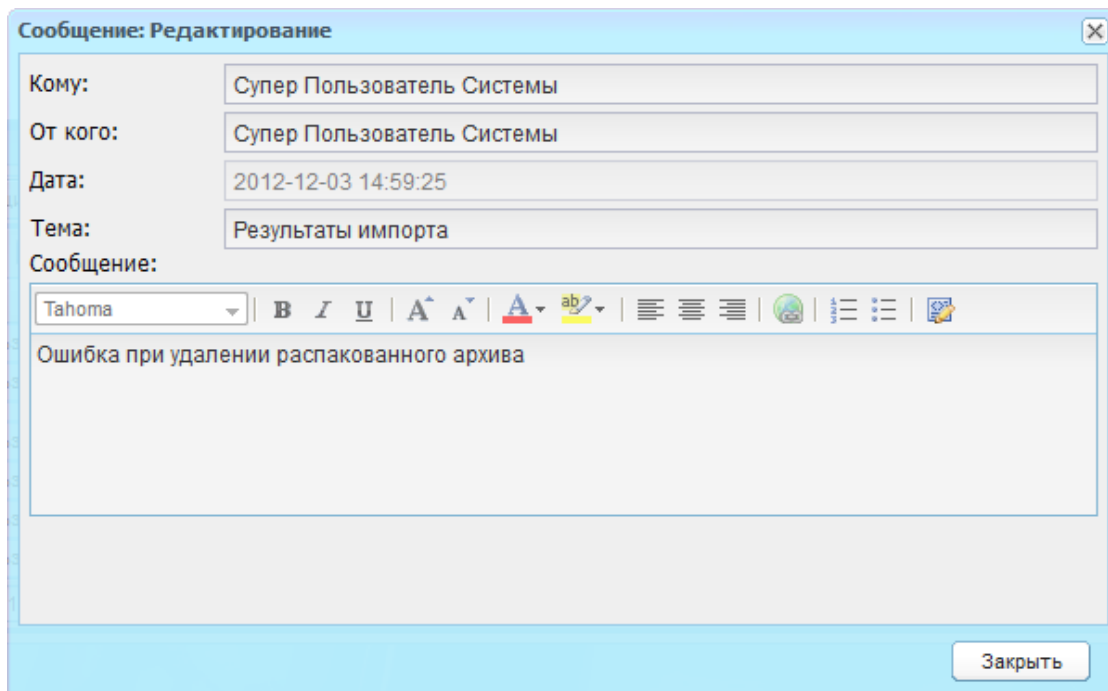 Сообщение: Редактирование
Кому: Супер Пользователь Системы
От кого: Супер Пользователь Системы
Дата: 2012-12-03 14:59:25
Тема: Результаты импорта
Сообщение:
Tahoma B I U A A A ab
Ошибка при удалении распакованного архива
Закрыть